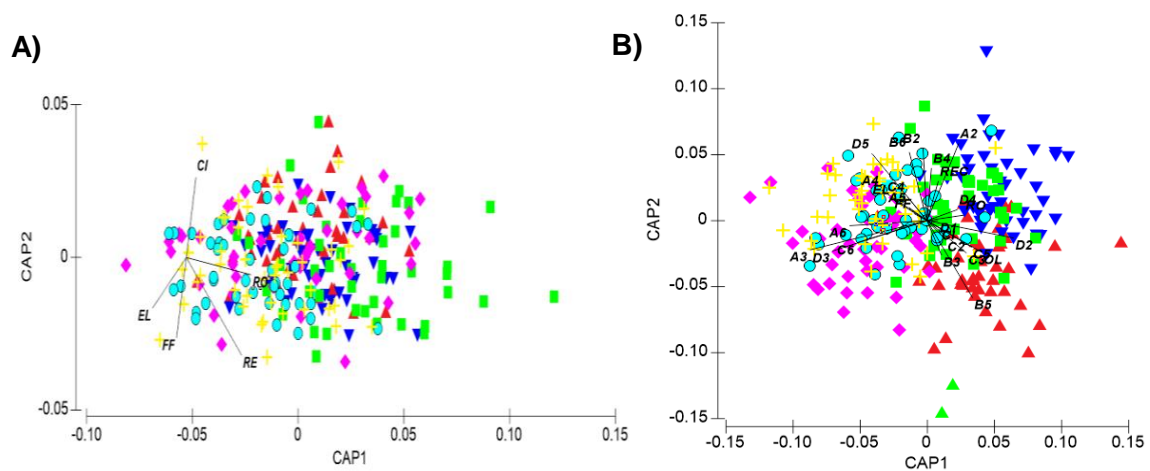 A)
0.05
CAP2
0
-0.05
CI
RO
EL
FF
RE
-0.10 -0.05 0 0.05 0.10 0.15
CAP1
B)
0.15
0.10
0.05
CAP2
0
-0.05
-0.10
-0.15
D5 B6 B2 A2
B4
A4 REC
EL C4
A5
D1
A6 C2 D2
C6
A3 D3 B3 OL
B5
-0.15 -0.10 -0.05 0 0.05 0.10 0.15
CAP1